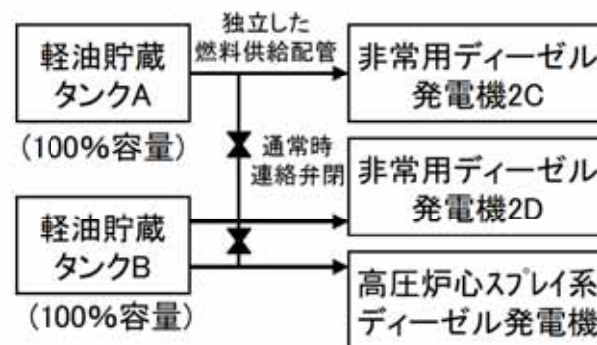 独立した
燃料供給配管
軽油貯蔵
タンクA
(100%容量)
非常用ディーゼル
発電機2C
通常時
連絡弁閉
非常用ディーゼル
発電機2D
軽油貯蔵
タンクB
(100%容量)
高圧炉心スプレイ系
ディーゼル発電機